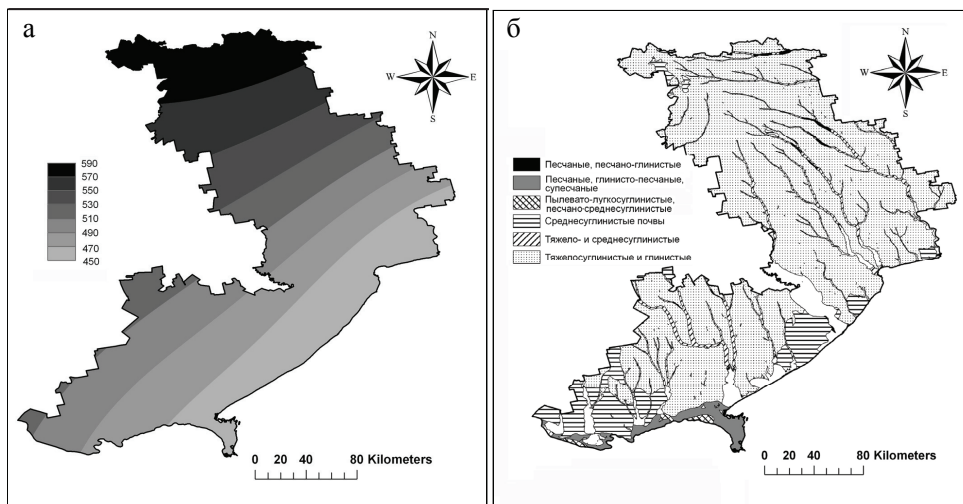 а
N
W E
S
590
570
550
530
510
490
470
450
0 20 40 80 Kilometers
б
N
W E
S
Песчаные, песчано-глинистые
Песчаные, глинисто-песчаные,
супесчаные
Пылевато-лугкосуглинистые,
песчано-среднесуглинистые
Среднесуглинистые почвы
Тяжело- и среднесуглинистые
Тяжелосуглинистые и глинистые
0 20 40 80 Kilometers